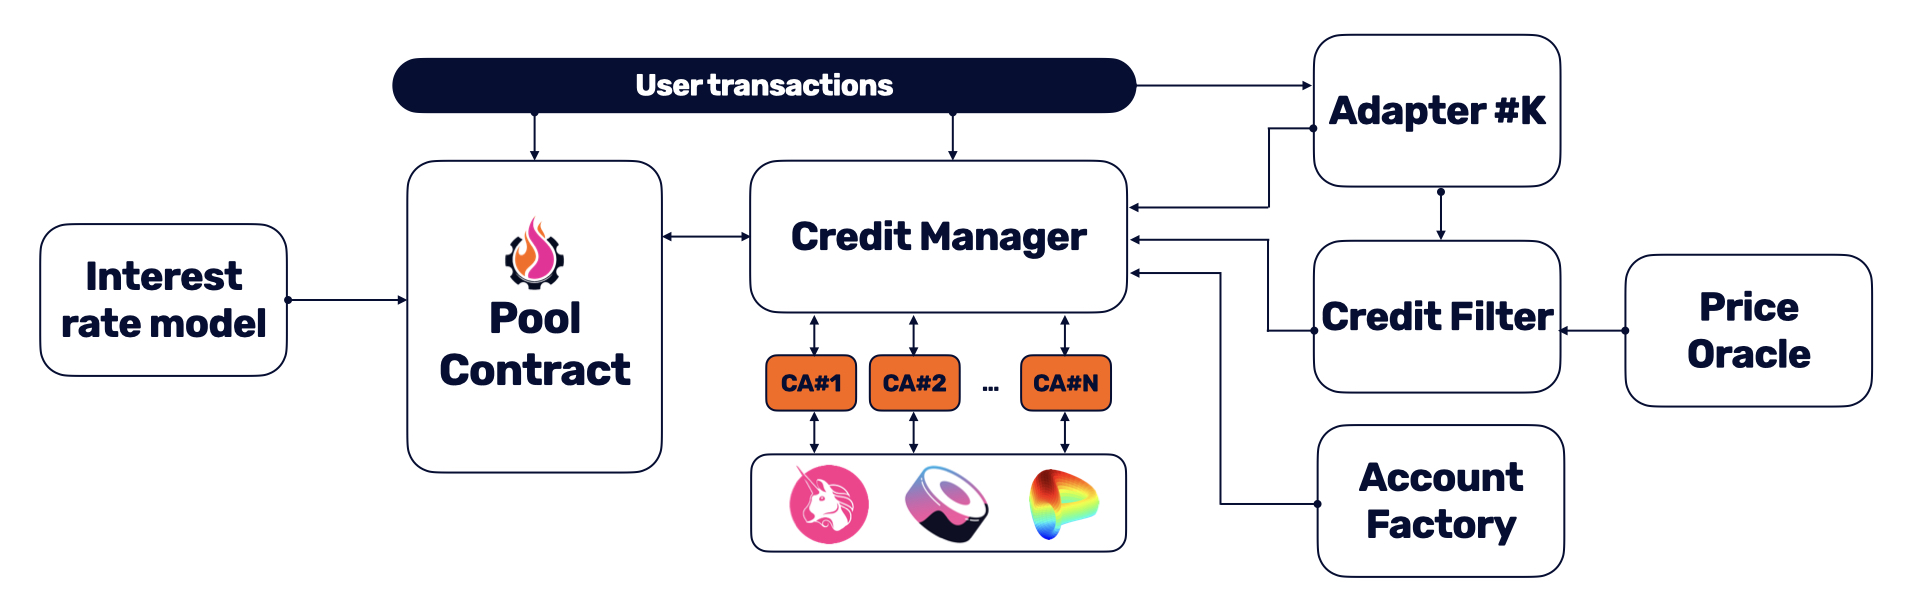 User transactions
Adapter #K
Interest
rate model
Pool
Contract
Credit Manager
Credit Filter
Price
Oracle
CA#1
CA#2
...
CA#N
Account
Factory